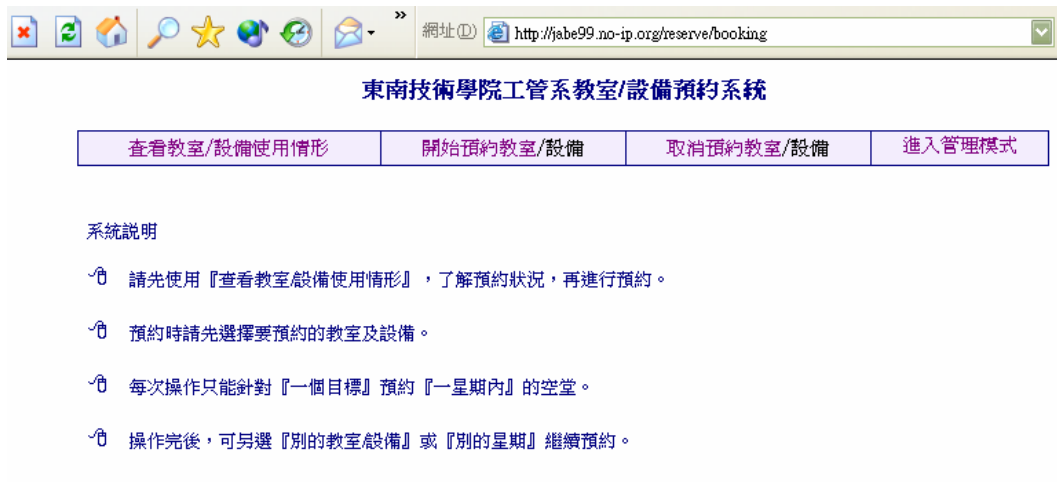 »
網址(D) http://jabe99.no-ip.org/reserve/booking
東南技術學院工管系教室/設備預約系統
查看教室/設備使用情形 開始預約教室/設備 取消預約教室/設備 進入管理模式
系統說明
請先使用『查看教室/設備使用情形』，了解預約狀況，再進行預約。
預約時請先選擇要預約的教室及設備。
每次操作只能針對『一個目標』預約『一星期內』的空堂。
操作完後，可另選『別的教室/設備』或『別的星期』繼續預約。